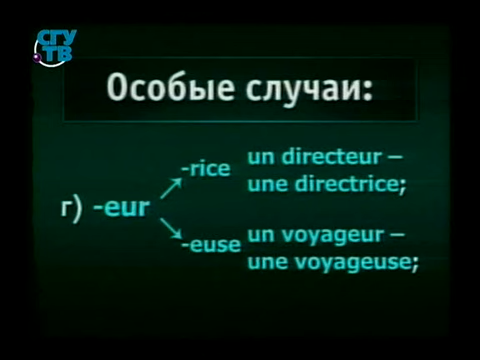 СГУ
ТВ
Особые случаи:
г) -eur
-rice
un directeur –
une directrice;
-euse
un voyageur –
une voyageuse;